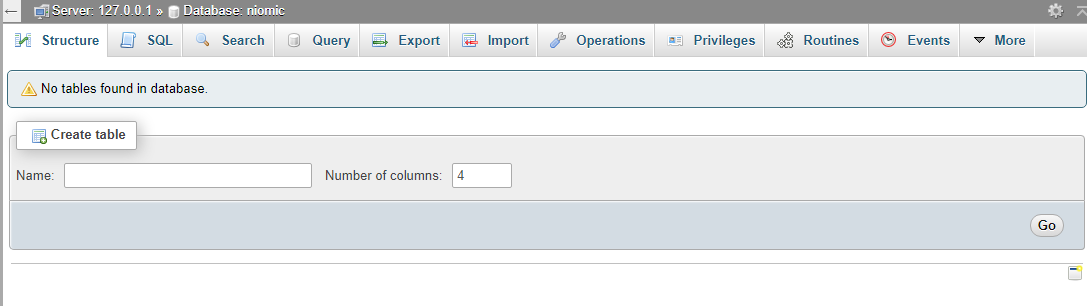 Server: 127.0.0.1 » Database: niomic
Structure SQL Search Query Export Import Operations Privileges Routines Events More
No tables found in database.
Create table
Name: Number of columns: 4
Go